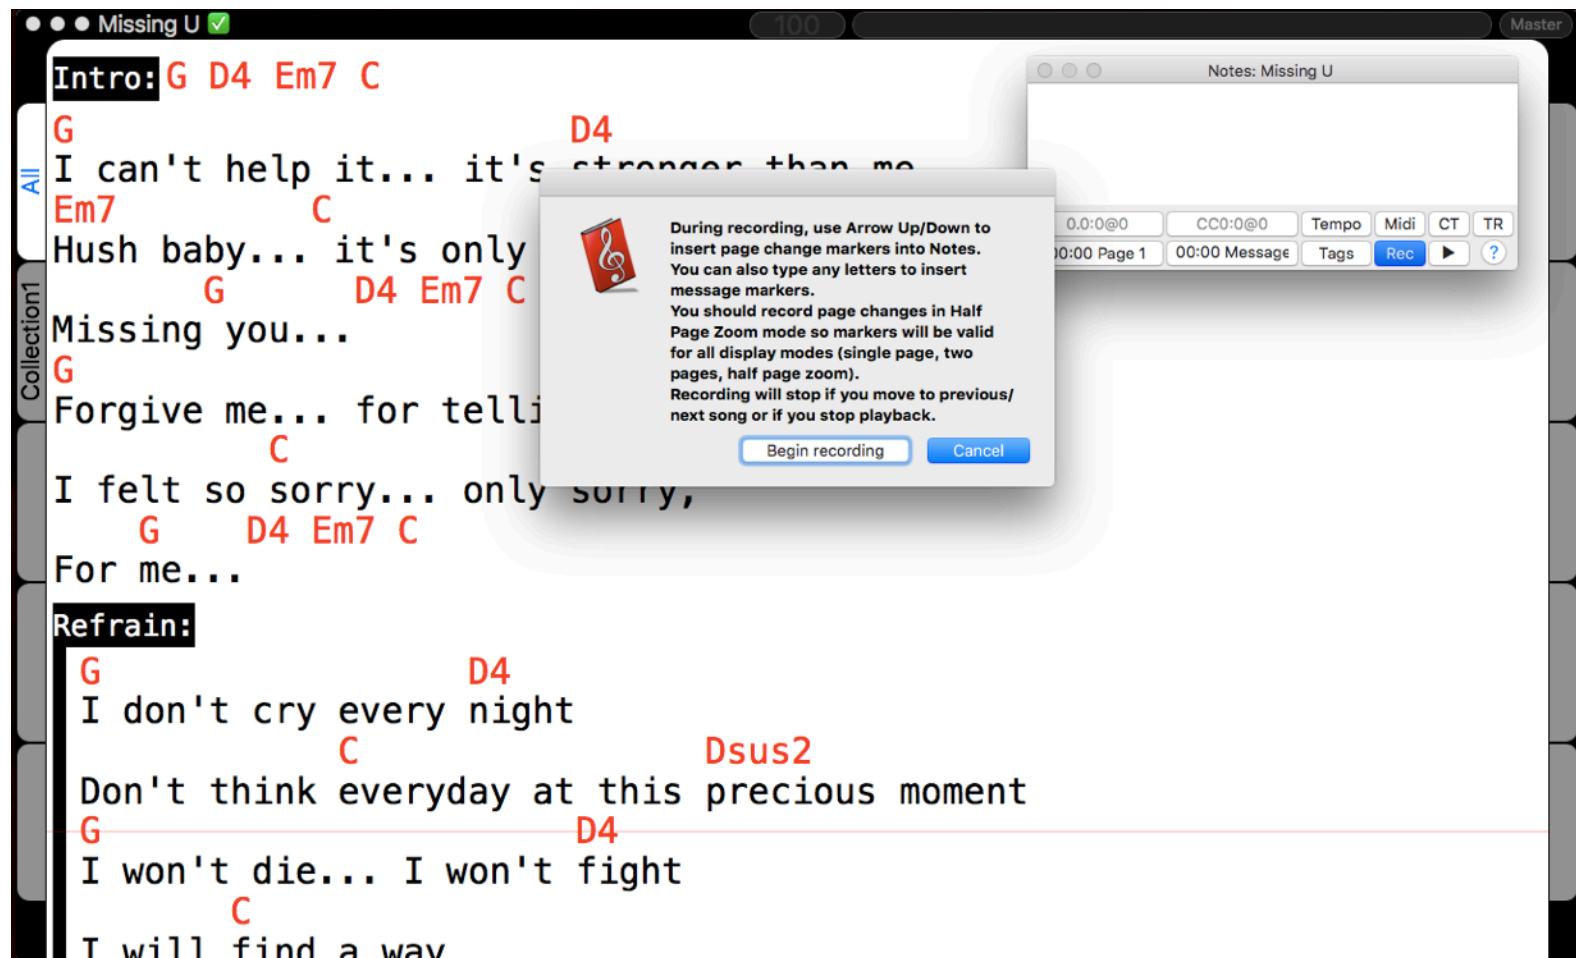 Missing U ✅
100
Master
All
Collection1
Intro: G D4 Em7 C
G D4
I can't help it... it's stronger than me
Em7 C
Hush baby... it's only
G D4 Em7 C
Missing you...
G
Forgive me... for telli
C
I felt so sorry... only sorry,
G D4 Em7 C
For me...
Refrain:
G D4
I don't cry every night
C Dsus2
Don't think everyday at this precious moment
G D4
I won't die... I won't fight
C
I will find a way
Notes: Missing U
0.0:0@0 CC0:0@0 Tempo Midi CT TR
00:00 Page 1 00:00 Message Tags Rec ▶ ?
During recording, use Arrow Up/Down to
insert page change markers into Notes.
You can also type any letters to insert
message markers.
You should record page changes in Half
Page Zoom mode so markers will be valid
for all display modes (single page, two
pages, half page zoom).
Recording will stop if you move to previous/
next song or if you stop playback.
Begin recording Cancel